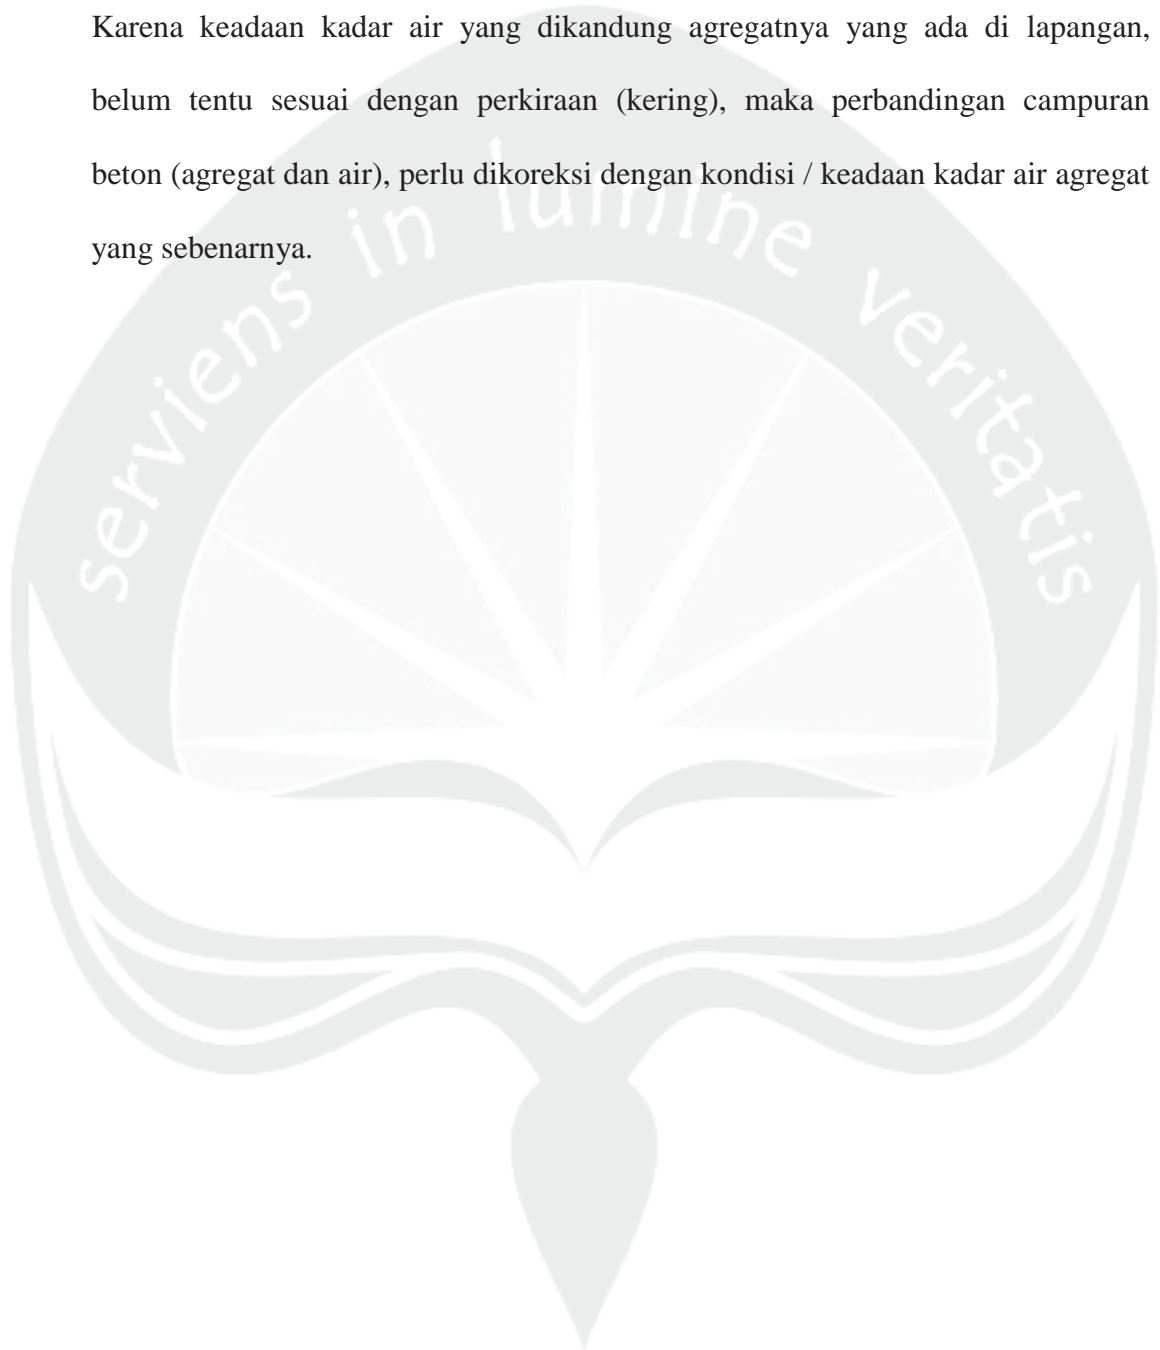 Karena keadaan kadar air yang dikandung agregatnya yang ada di lapangan,
belum tentu sesuai dengan perkiraan (kering), maka perbandingan campuran
beton (agregat dan air), perlu dikoreksi dengan kondisi / keadaan kadar air agregat
yang sebenarnya.
serviens in lumine veritatis